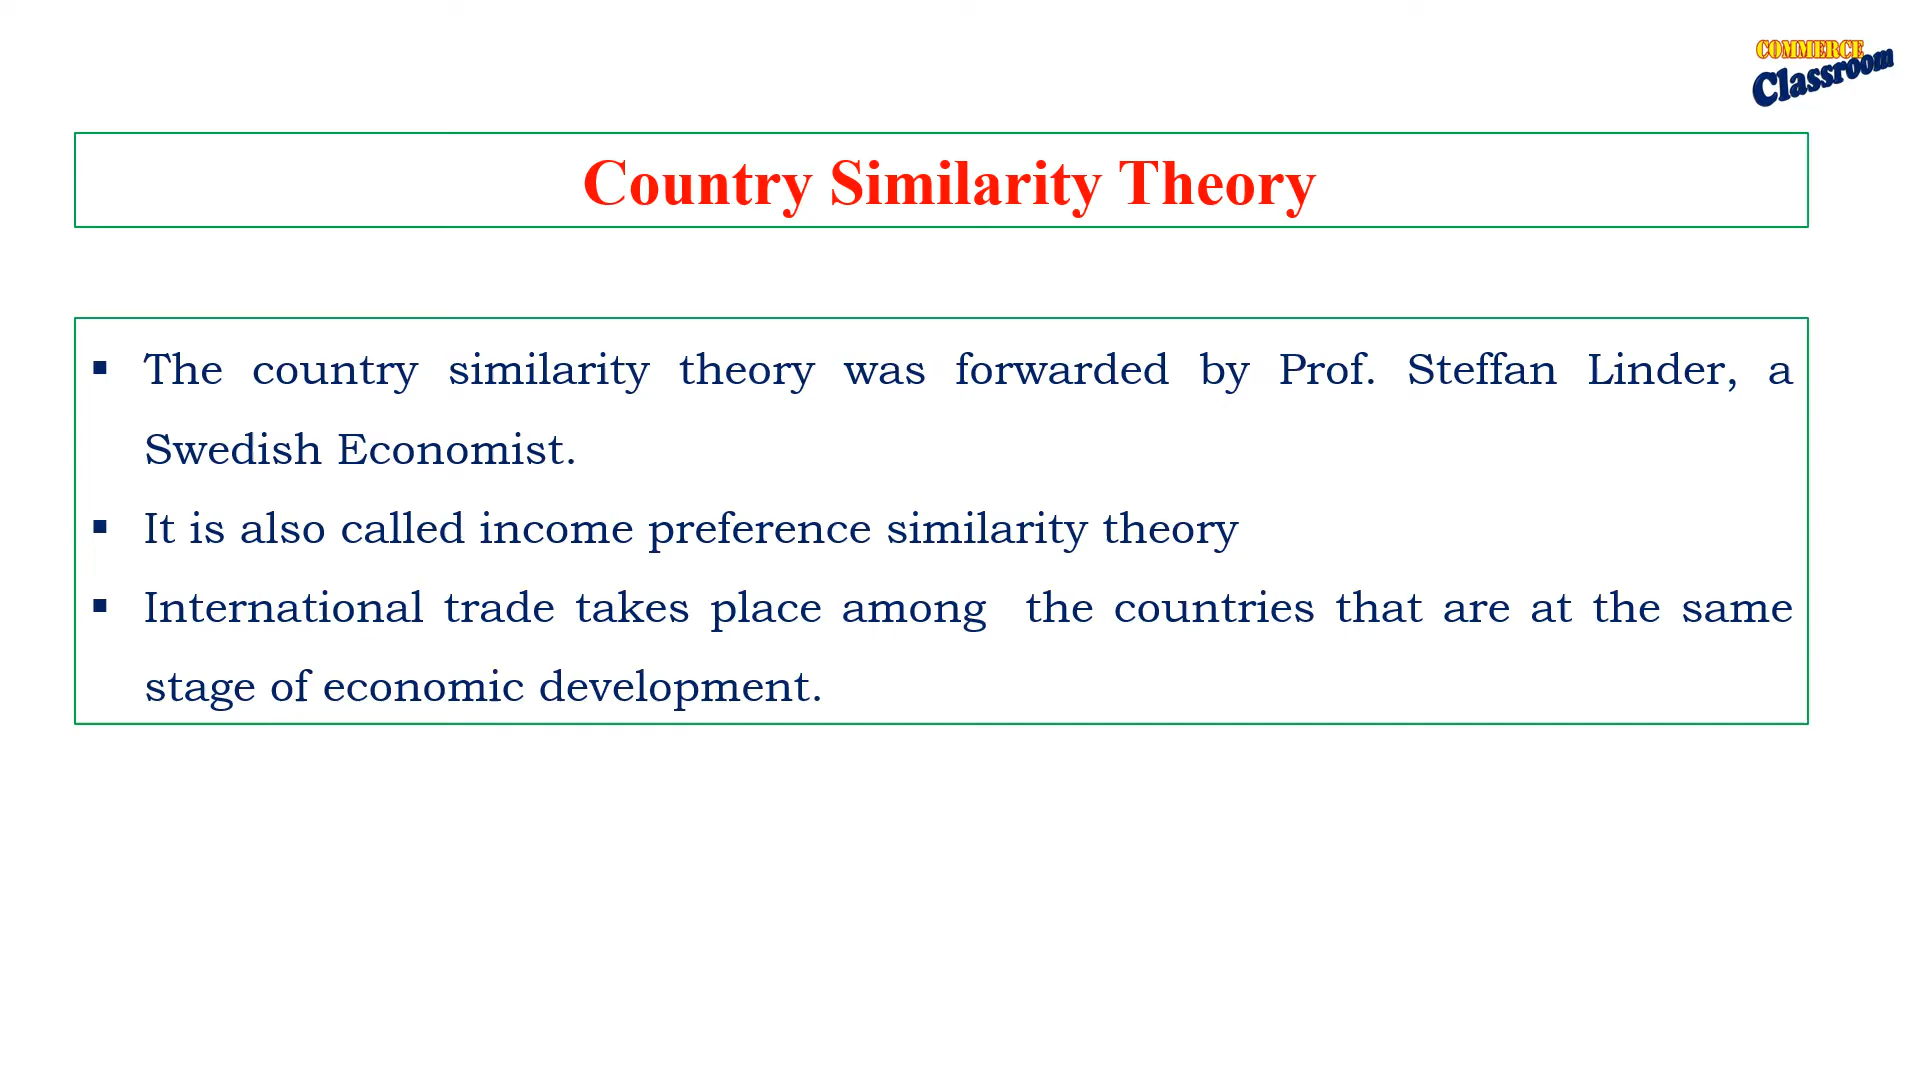 COMMERCE
Classroom
Country Similarity Theory
▪ The country similarity theory was forwarded by Prof. Steffan Linder, a
Swedish Economist.
▪ It is also called income preference similarity theory
▪ International trade takes place among the countries that are at the same
stage of economic development.